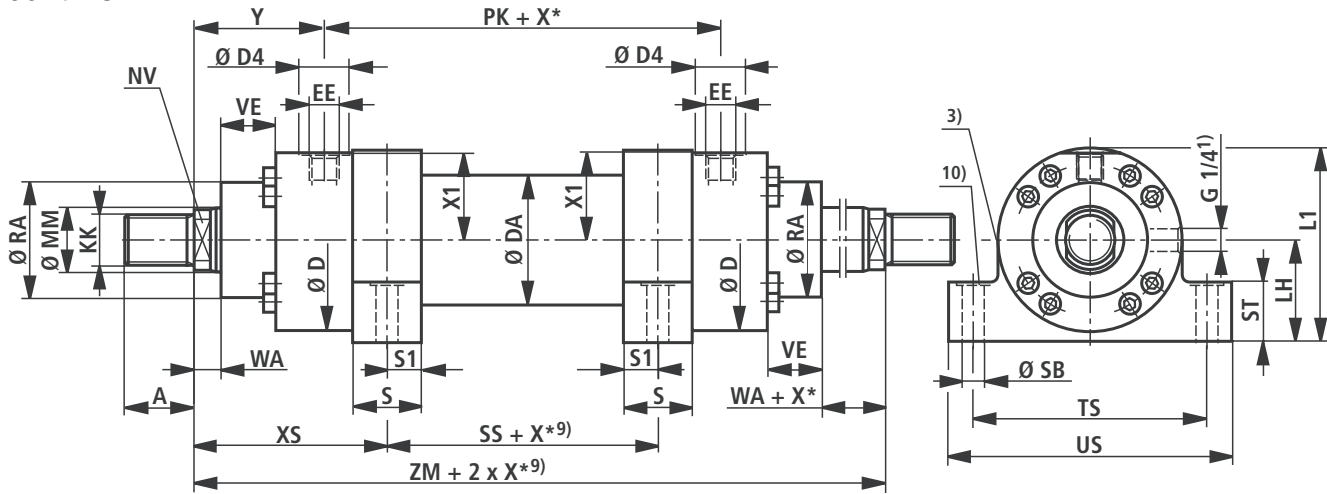 Y
PK + X*
Ø D4
Ø D4
NV
EE
EE
VE
3)
10)
G 1/4¹⁾
X1
X1
L1
Ø RA
Ø MM
KK
Ø D
Ø DA
Ø D
Ø RA
ST
LH
WA
S1
S1
VE
Ø SB
A
S
S
WA + X*
TS
XS
SS + X*⁹⁾
US
ZM + 2 x X*⁹⁾